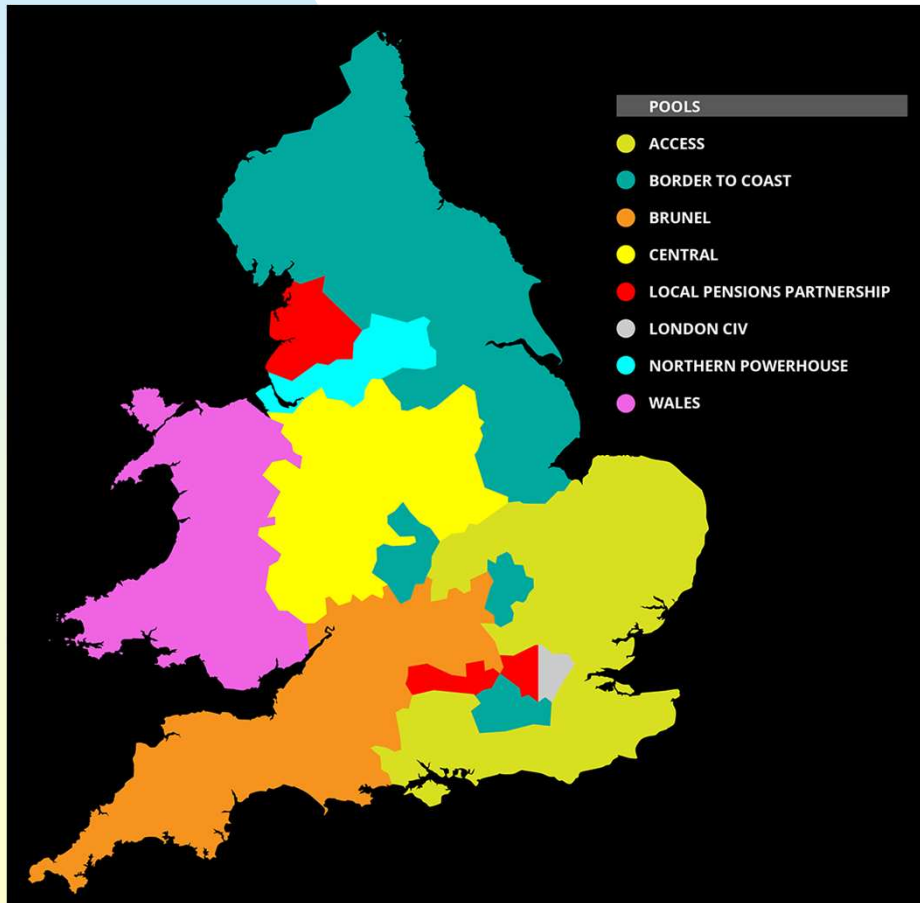 POOLS
ACCESS
BORDER TO COAST
BRUNEL
CENTRAL
LOCAL PENSIONS PARTNERSHIP
LONDON CIV
NORTHERN POWERHOUSE
WALES